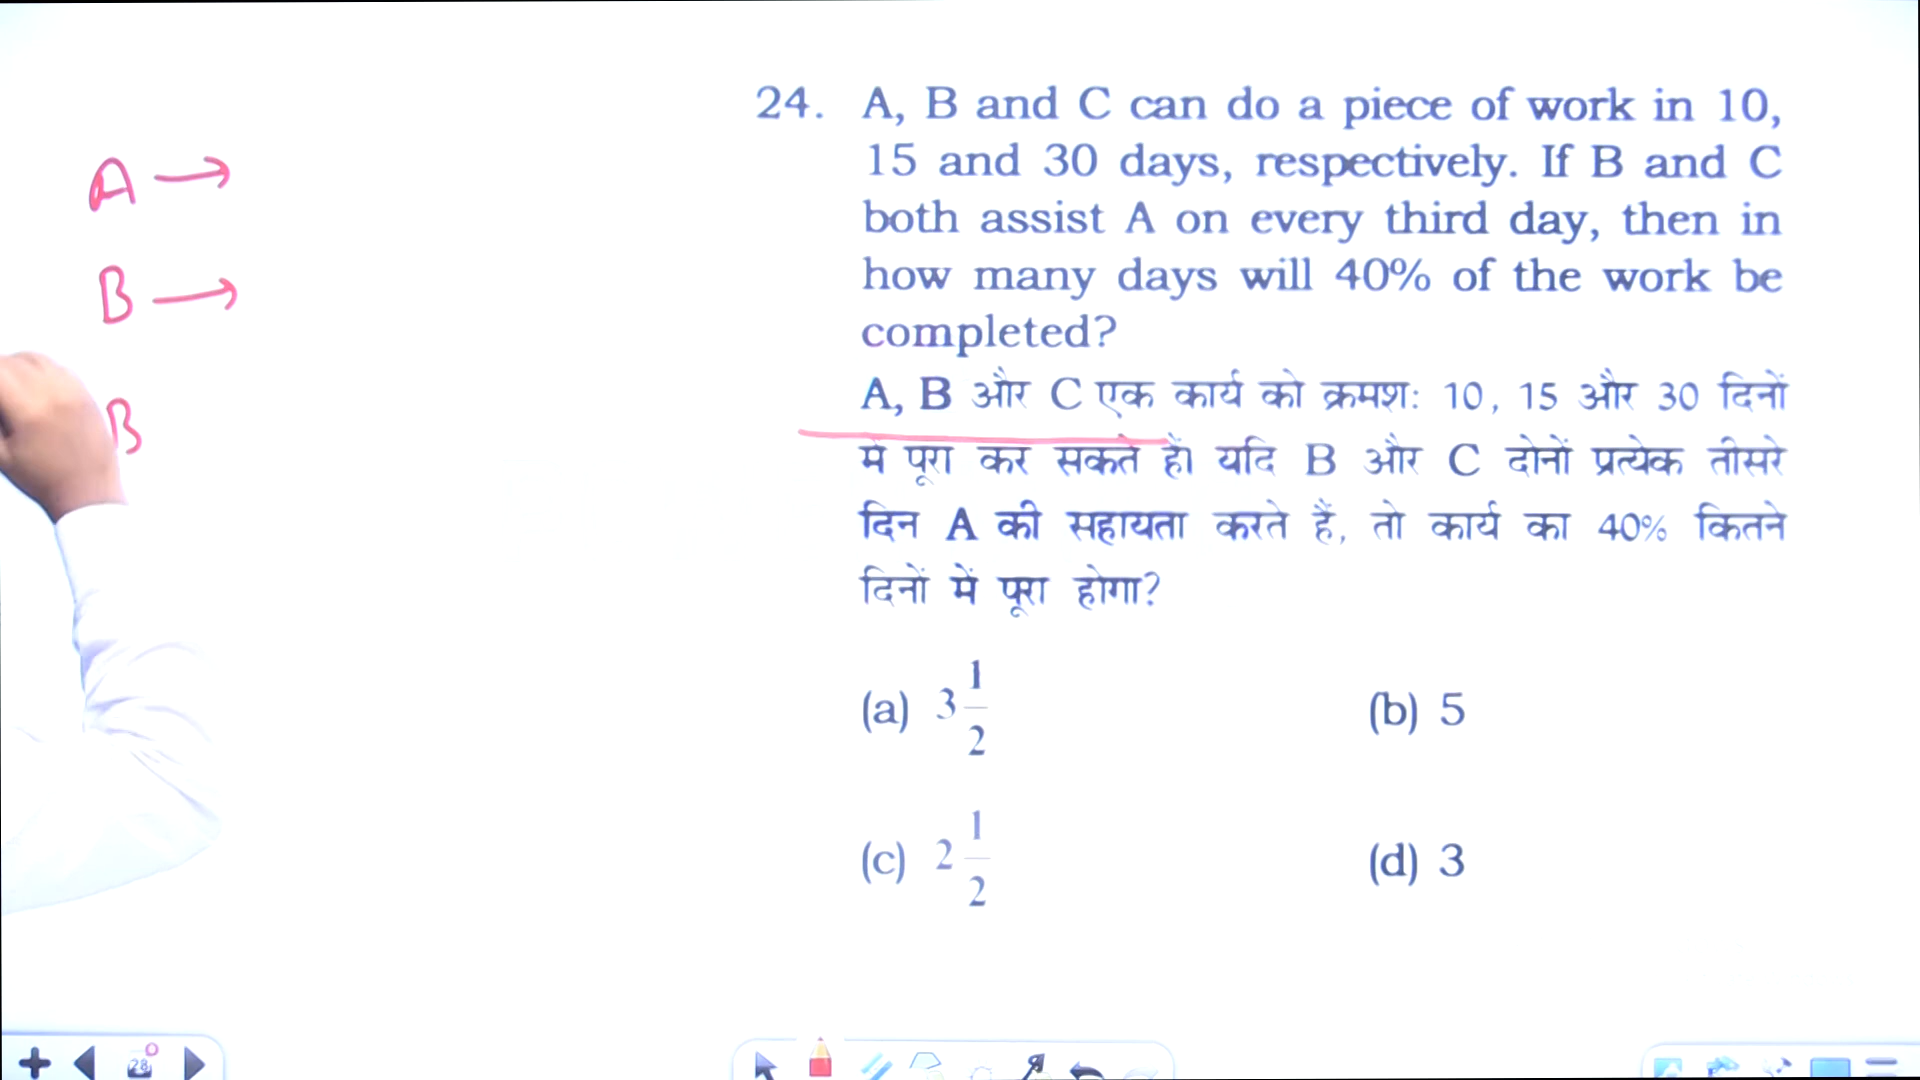 24. A, B and C can do a piece of work in 10,
15 and 30 days, respectively. If B and C
both assist A on every third day, then in
how many days will 40% of the work be
completed?
A, B और C एक कार्य को क्रमश: 10, 15 और 30 दिनों
में पूरा कर सकते हैं। यदि B और C दोनों प्रत्येक तीसरे
दिन A की सहायता करते हैं, तो कार्य का 40% कितने
दिनों में पूरा होगा?
(a) 3 1/2 (b) 5
(c) 2 1/2 (d) 3
A →
B →
B
28